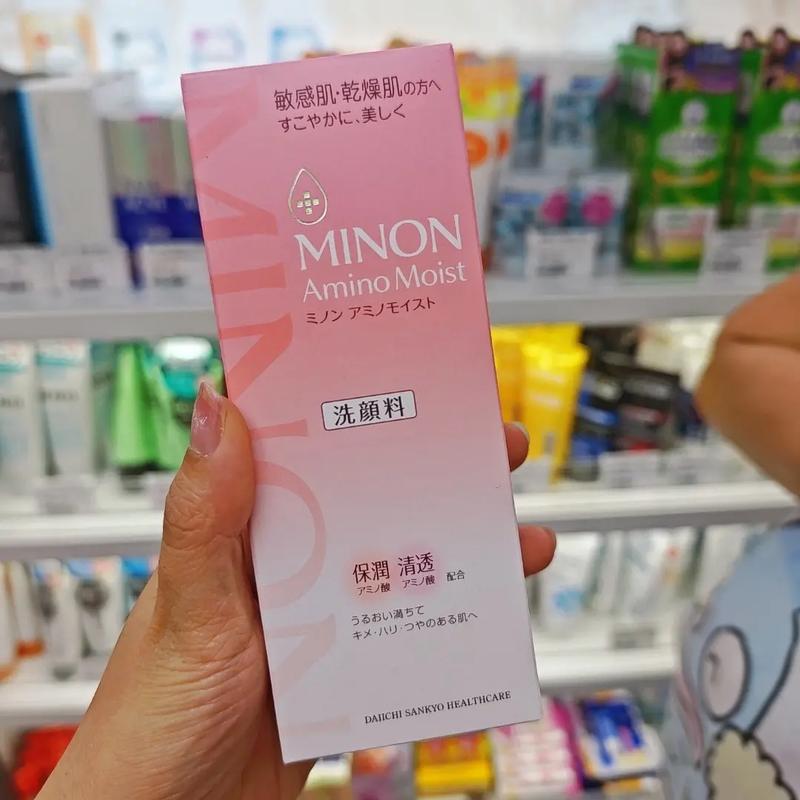 敏感肌・乾燥肌の方へ
すこやかに、美しく
MINON
Amino Moist
ミノン アミノモイスト
洗顔料
保潤 清透
アミノ酸 アミノ酸 配合
うるおい満ちて
キメ・ハリ・つやのある肌へ
DAIICHI SANKYO HEALTHCARE
MINON